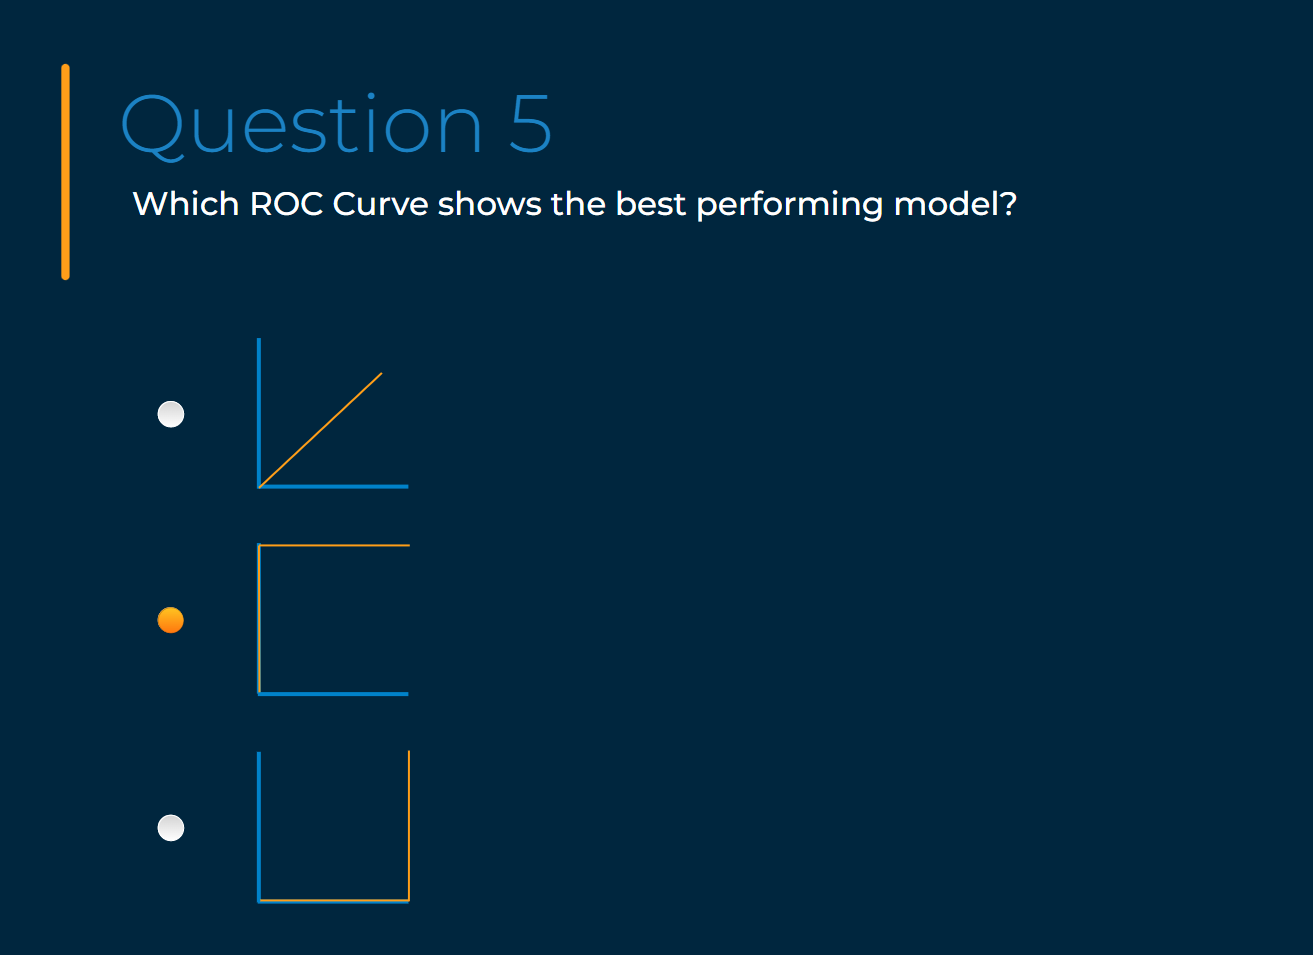 Question 5
Which ROC Curve shows the best performing model?